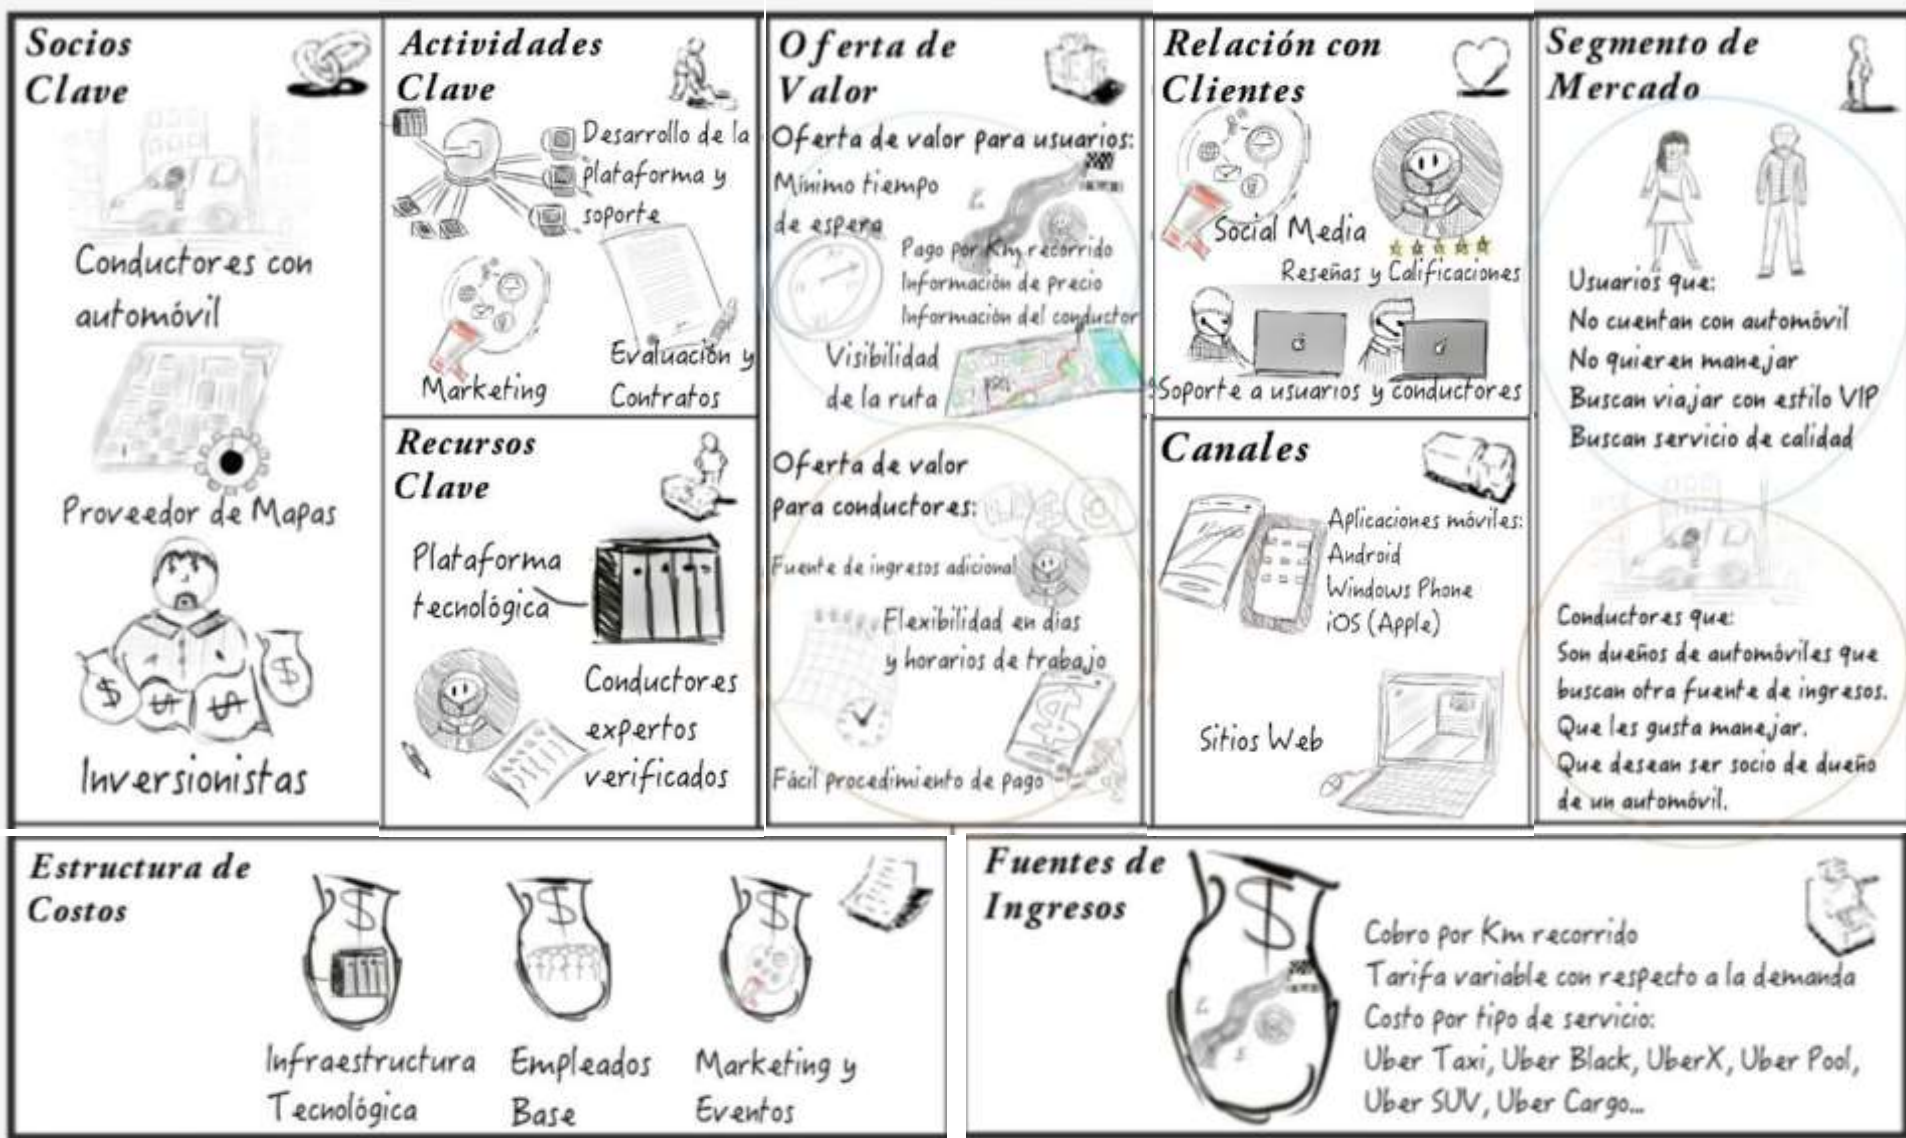 Socios
Clave
Conductores con
automóvil
Proveedor de Mapas
$
$
$
$
Inversionistas
Actividades
Clave
Desarrollo de la
plataforma y
soporte
Marketing
Evaluación y
Contratos
Recursos
Clave
Plataforma
tecnológica
Conductores
expertos
verificados
Oferta de
Valor
Oferta de valor para usuarios:
Mínimo tiempo
de espera
Pago por Km recorrido
Información de precio
Información del conductor
Visibilidad
de la ruta
Oferta de valor
para conductores:
Fuente de ingresos adicional
Flexibilidad en dias
y horarios de trabajo
$
Fácil procedimiento de pago
Relación con
Clientes
Social Media
Reseñas y Calificaciones
Soporte a usuarios y conductores
Canales
Aplicaciones móviles:
Android
Windows Phone
iOS (Apple)
Sitios Web
Segmento de
Mercado
Usuarios que:
No cuentan con automóvil
No quieren manejar
Buscan viajar con estilo VIP
Buscan servicio de calidad
Conductores que:
Son dueños de automóviles que
buscan otra fuente de ingresos.
Que les gusta manejar.
Que desean ser socio de dueño
de un automóvil.
Estructura de
Costos
$
$
$
Infraestructura
Tecnológica
Empleados
Base
Marketing y
Eventos
Fuentes de
Ingresos
$
Cobro por Km recorrido
Tarifa variable con respecto a la demanda
Costo por tipo de servicio:
Uber Taxi, Uber Black, UberX, Uber Pool,
Uber SUV, Uber Cargo...